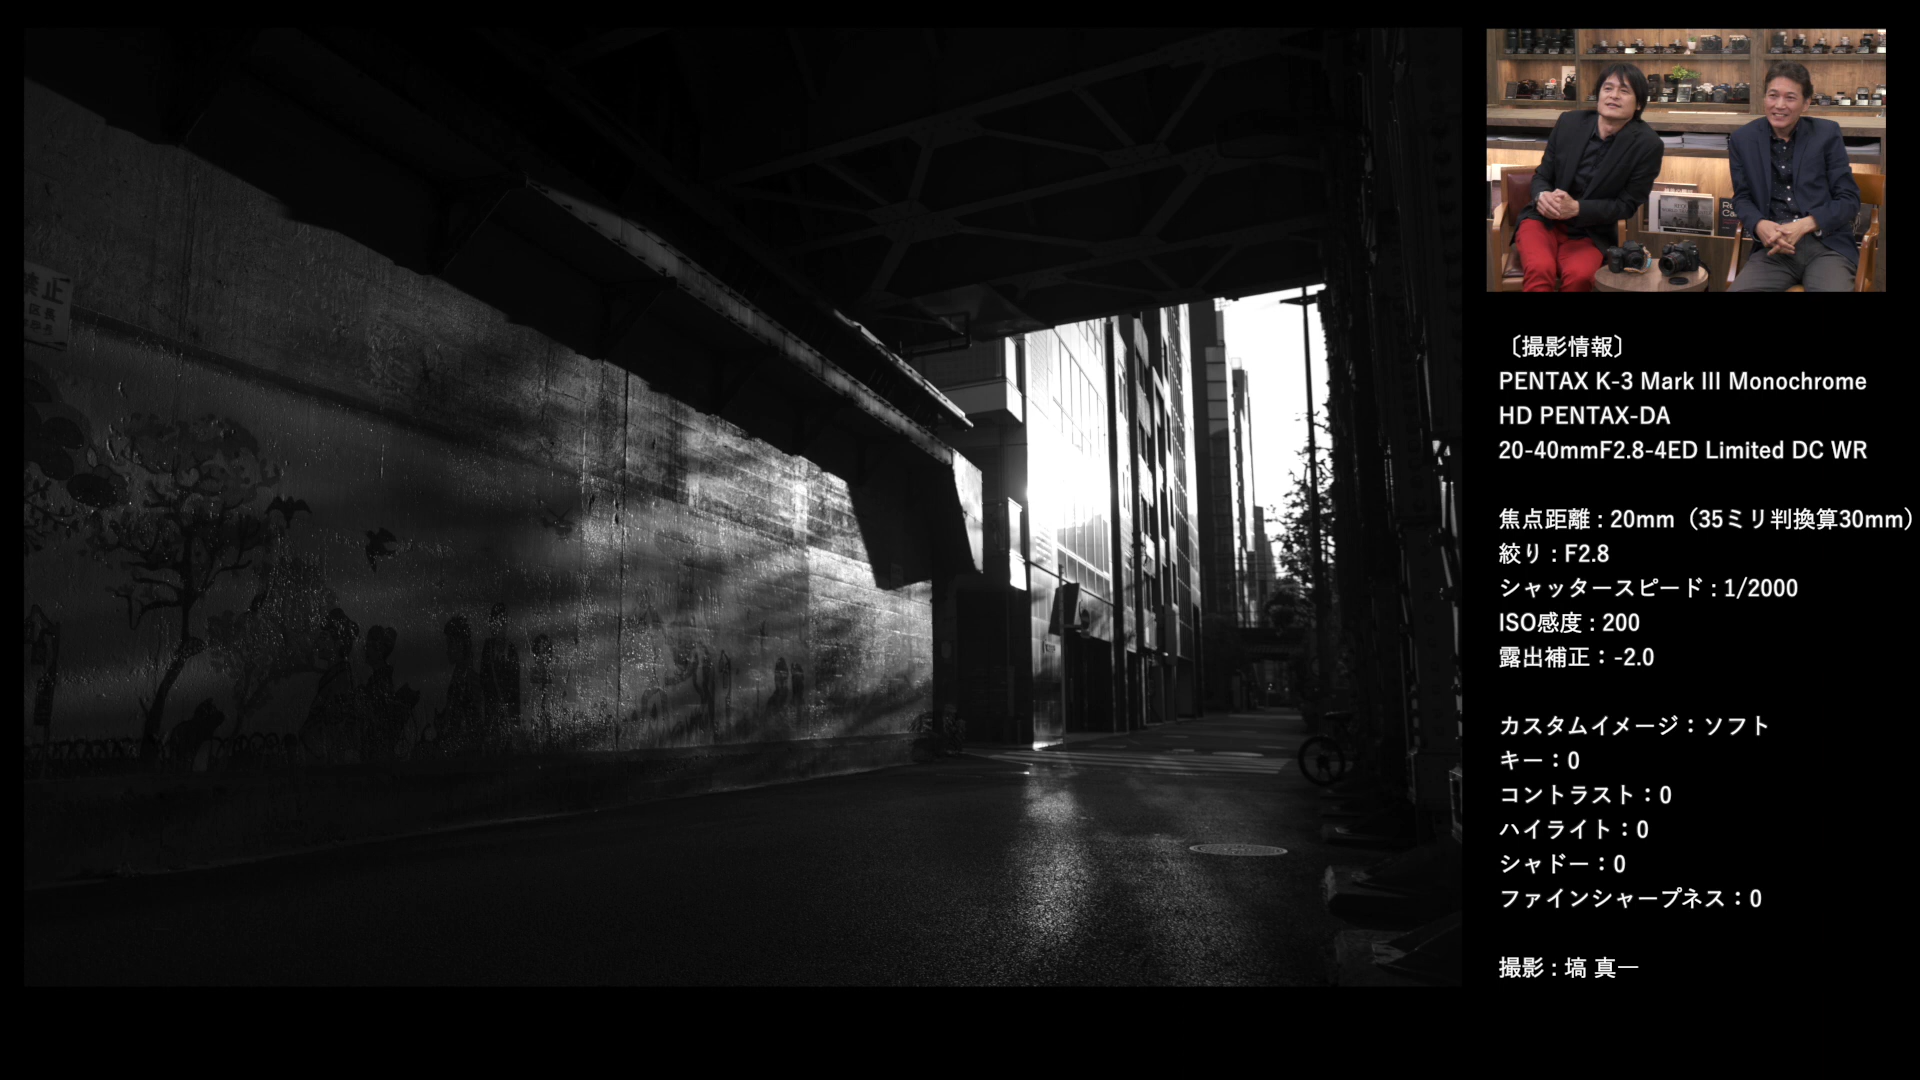 禁止
区長
〔撮影情報〕
PENTAX K-3 Mark III Monochrome
HD PENTAX-DA
20-40mmF2.8-4ED Limited DC WR
焦点距離 : 20mm（35ミリ判換算30mm）
絞り : F2.8
シャッタースピード : 1/2000
ISO感度 : 200
露出補正：-2.0
カスタムイメージ：ソフト
キー：0
コントラスト：0
ハイライト：0
シャドー：0
ファインシャープネス：0
撮影 : 塙 真一